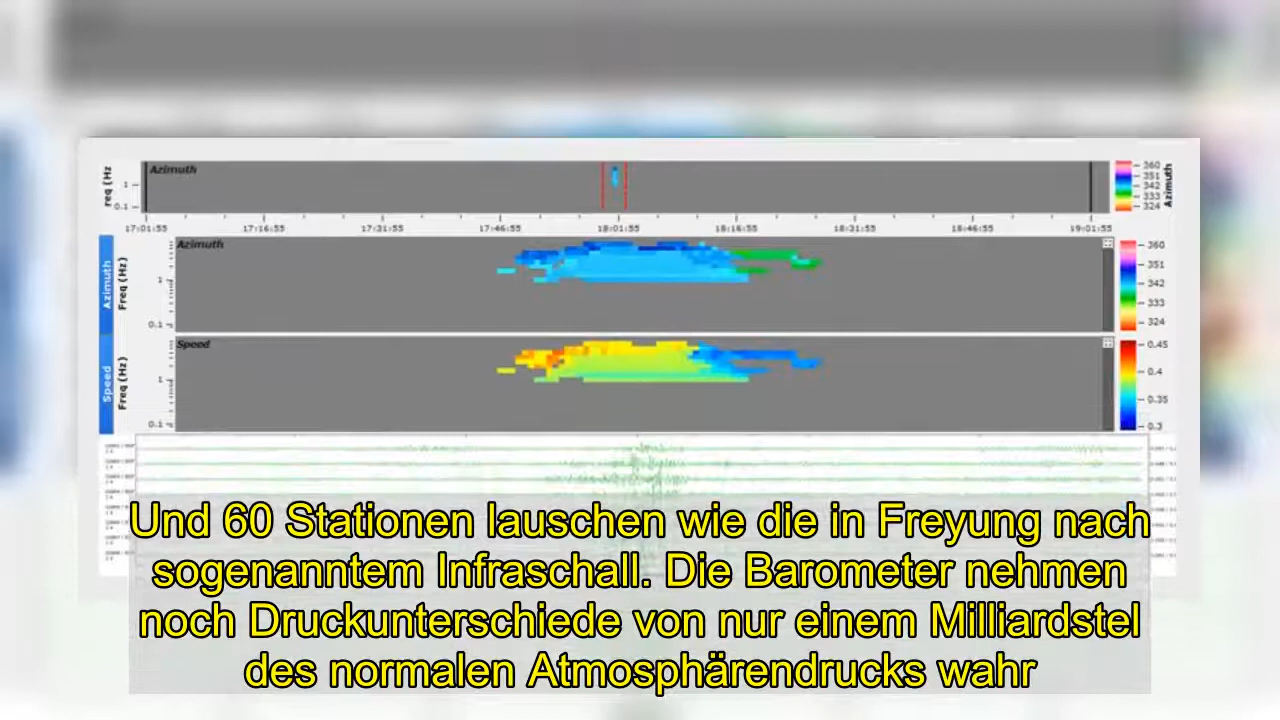 Azimuth
req (Hz
1
0.1
360
351
342
333
324
Azimuth
17:01:55 17:16:55 17:31:55 17:46:55 18:01:55 18:16:55 18:31:55 18:46:55 19:01:55
Azimuth
Azimuth
Freq (Hz)
1
0.1
360
351
342
333
324
Speed
Speed
Freq (Hz)
1
0.1
0.45
0.4
0.35
0.3
Und 60 Stationen lauschen wie die in Freyung nach
sogenanntem Infraschall. Die Barometer nehmen
noch Druckunterschiede von nur einem Milliardstel
des normalen Atmosphärendrucks wahr